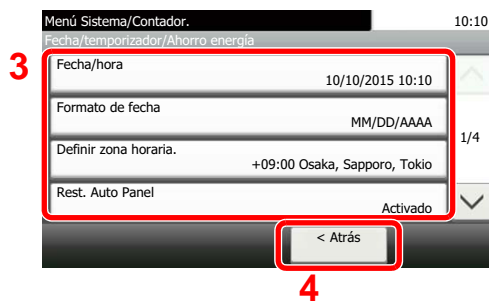 Menú Sistema/Contador.
10:10
Fecha/temporizador/Ahorro energía
3
Fecha/hora
10/10/2015 10:10
Formato de fecha
MM/DD/AAAA
1/4
Definir zona horaria.
+09:00 Osaka, Sapporo, Tokio
Rest. Auto Panel
Activado
< Atrás
4